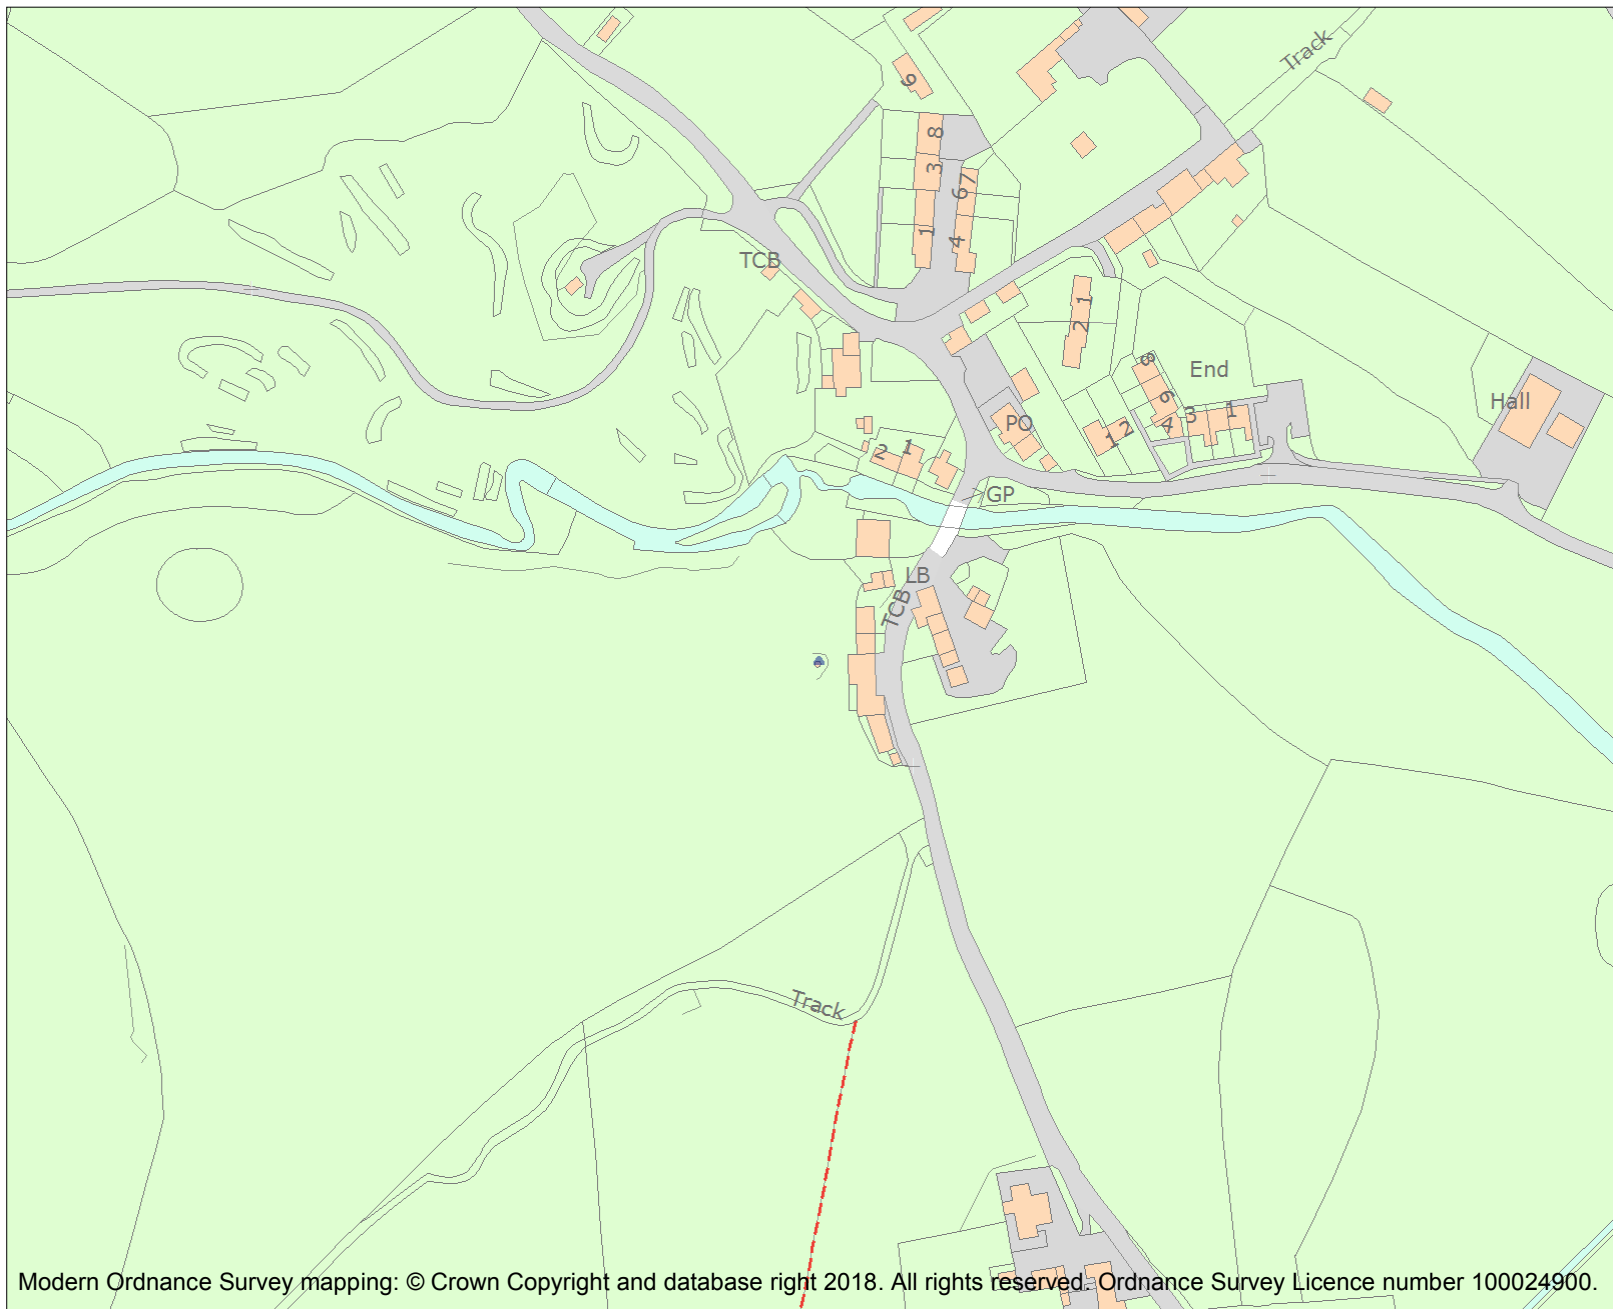 Track
9
8
3
6 7
1
4
TCB
1
2
End
8
6
4
3
1
Hall
PO
1 2
2 1
GP
LB
TCB
Track
Modern Ordnance Survey mapping: © Crown Copyright and database right 2018. All rights reserved. Ordnance Survey Licence number 100024900.